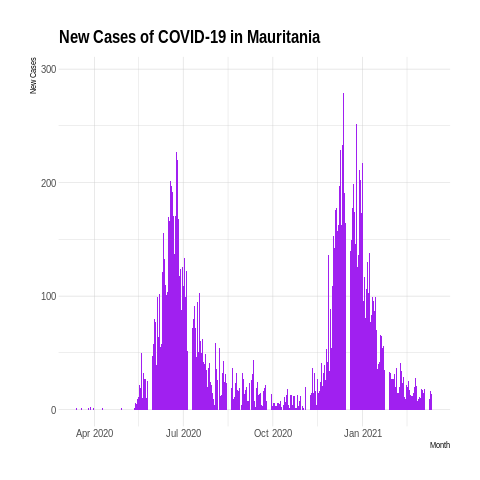 New Cases of COVID-19 in Mauritania
New Cases
300
200
100
0
Apr 2020 Jul 2020 Oct 2020 Jan 2021
Month